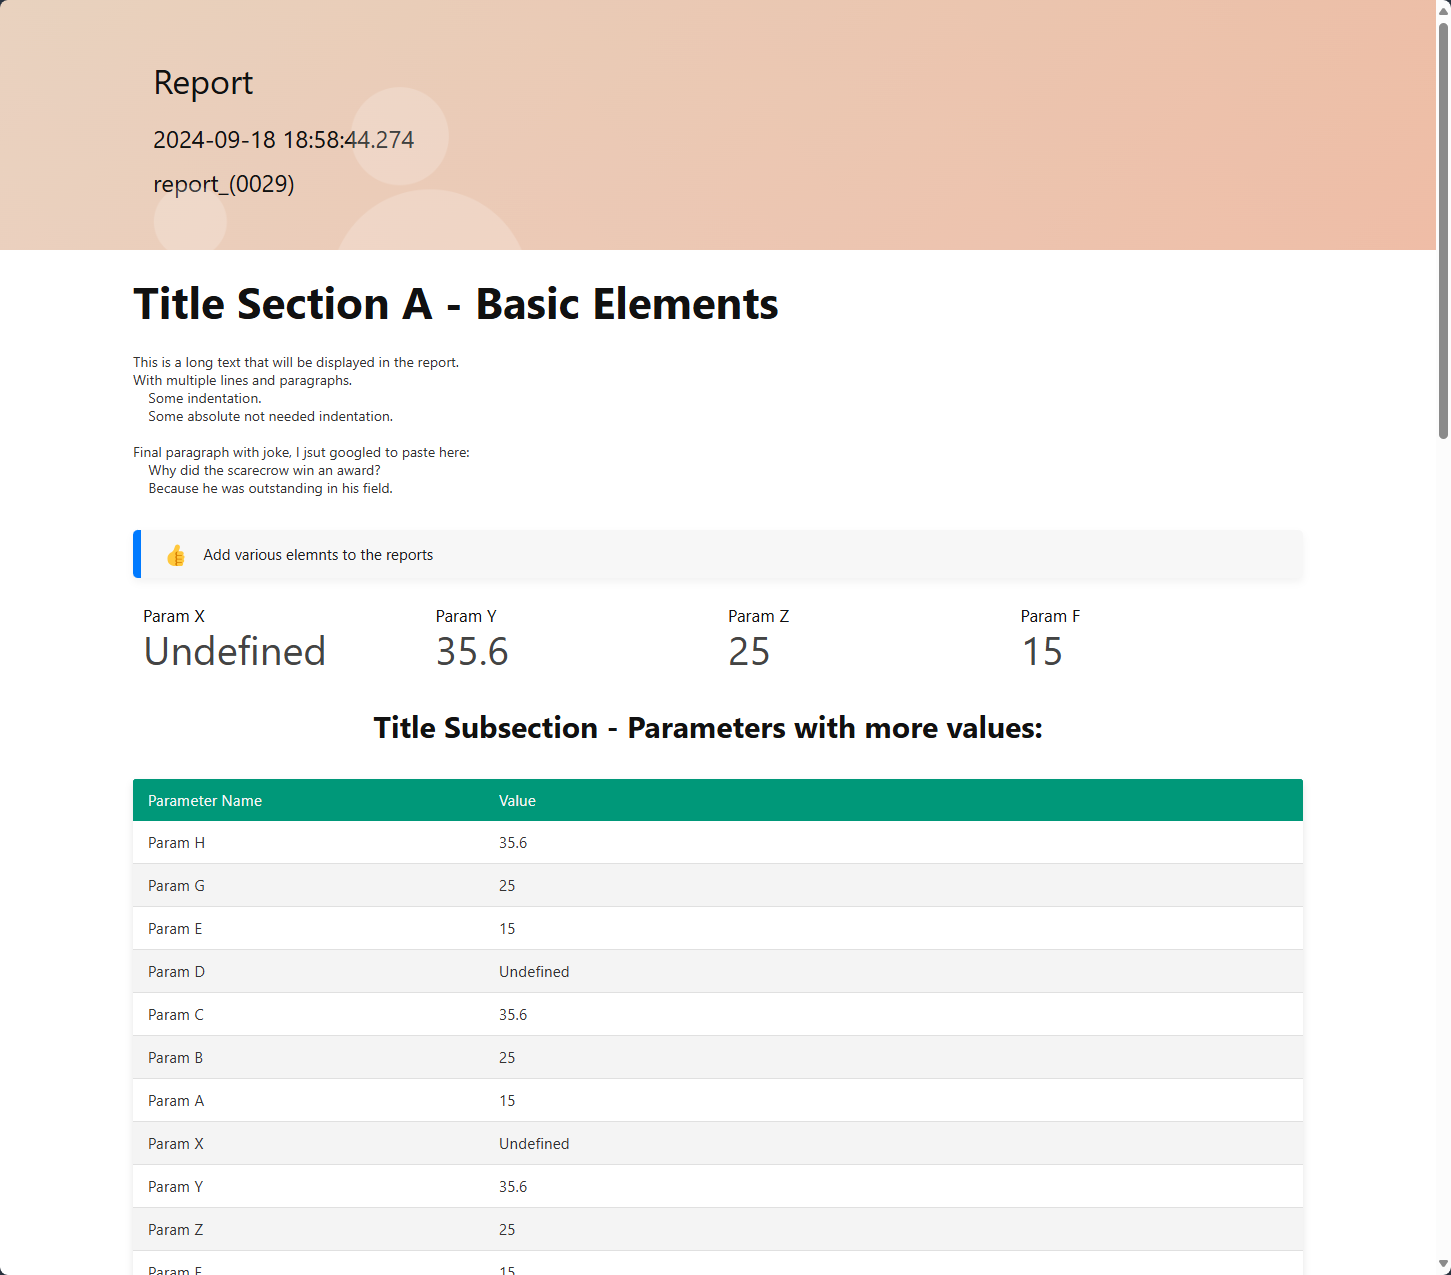 Report
2024-09-18 18:58:44.274
report_(0029)
Title Section A - Basic Elements
This is a long text that will be displayed in the report.
With multiple lines and paragraphs.
Some indentation.
Some absolute not needed indentation.
Final paragraph with joke, I jsut googled to paste here:
Why did the scarecrow win an award?
Because he was outstanding in his field.
👍 Add various elemnts to the reports
Param X Param Y Param Z Param F
Undefined 35.6 25 15
Title Subsection - Parameters with more values:
Parameter Name Value
Param H 35.6
Param G 25
Param E 15
Param D Undefined
Param C 35.6
Param B 25
Param A 15
Param X Undefined
Param Y 35.6
Param Z 25
Param 15